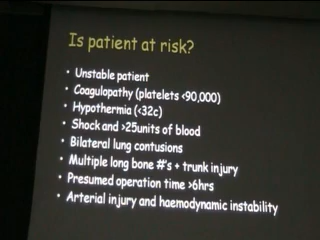 Is patient at risk?
• Unstable patient
• Coagulopathy (platelets <90,000)
• Hypothermia (<32c)
• Shock and >25units of blood
• Bilateral lung contusions
• Multiple long bone #'s + trunk injury
• Presumed operation time >6hrs
• Arterial injury and haemodynamic instability